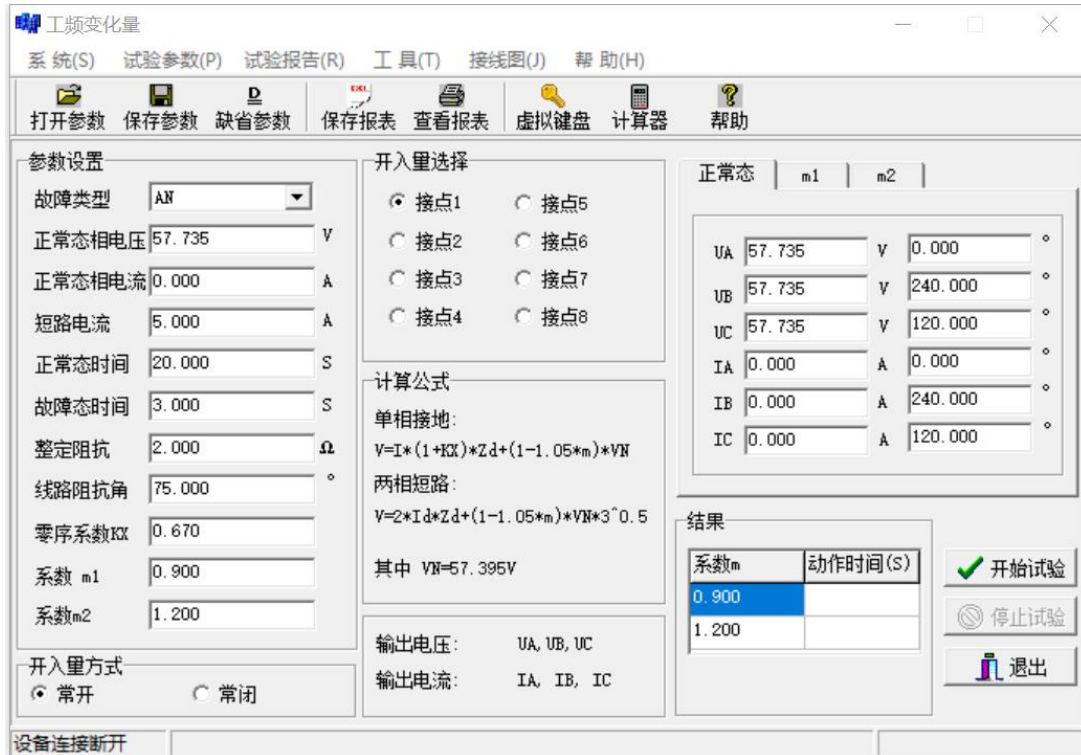 工频变化量
系 统(S) 试验参数(P) 试验报告(R) 工 具(T) 接线图(J) 帮 助(H)
打开参数 保存参数 缺省参数 保存报表 查看报表 虚拟键盘 计算器 帮助
参数设置
故障类型 AN
正常态相电压 57.735 V
正常态相电流 0.000 A
短路电流 5.000 A
正常态时间 20.000 S
故障态时间 3.000 S
整定阻抗 2.000 Ω
线路阻抗角 75.000 °
零序系数KX 0.670
系数 m1 0.900
系数m2 1.200
开入量方式
常开 常闭
开入量选择
接点1 接点5
接点2 接点6
接点3 接点7
接点4 接点8
计算公式
单相接地:
V=I*(1+KX)*Zd+(1-1.05*m)*VN
两相短路:
V=2*Id*Zd+(1-1.05*m)*VN*3^0.5
其中 VN=57.395V
输出电压: UA,UB,UC
输出电流: IA, IB, IC
正常态 m1 m2
UA 57.735 V 0.000 °
UB 57.735 V 240.000 °
UC 57.735 V 120.000 °
IA 0.000 A 0.000 °
IB 0.000 A 240.000 °
IC 0.000 A 120.000 °
结果
系数m 动作时间(S)
0.900
1.200
开始试验
停止试验
退出
设备连接断开